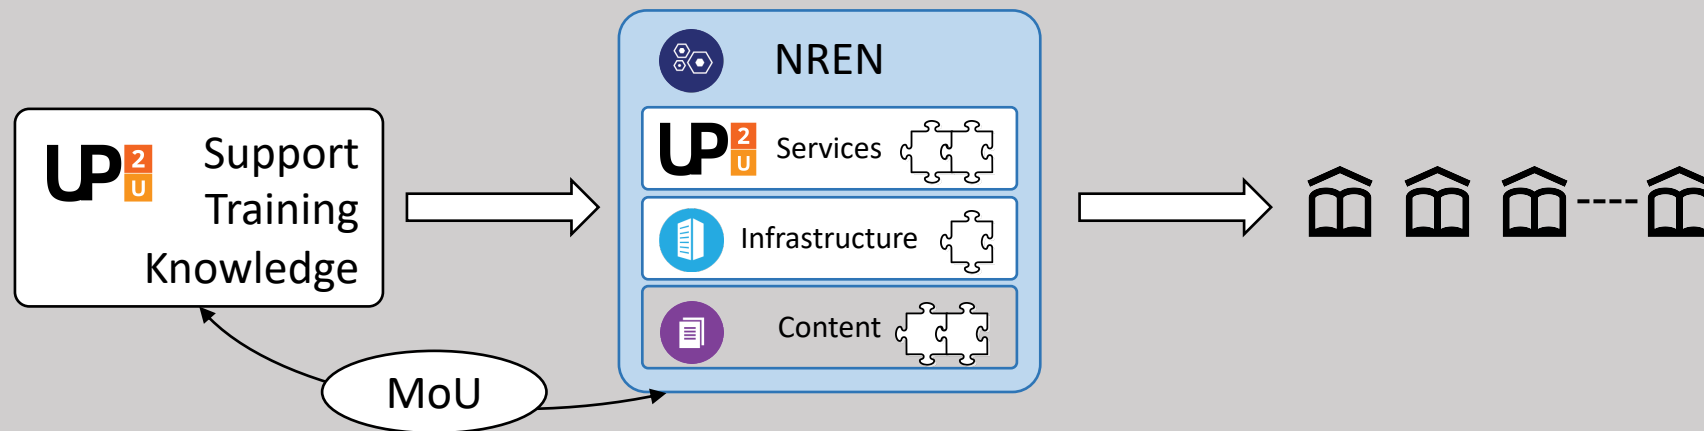 UP2U
Support
Training
Knowledge
MoU
NREN
UP2U Services
Infrastructure
Content